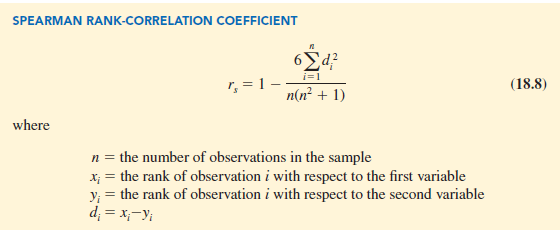 SPEARMAN RANK-CORRELATION COEFFICIENT
r_s = 1 − \frac{6\sum_{i=1}^{n} d_i^2}{n(n^2 + 1)} (18.8)
where
n = the number of observations in the sample
x_i = the rank of observation i with respect to the first variable
y_i = the rank of observation i with respect to the second variable
d_i = x_i−y_i